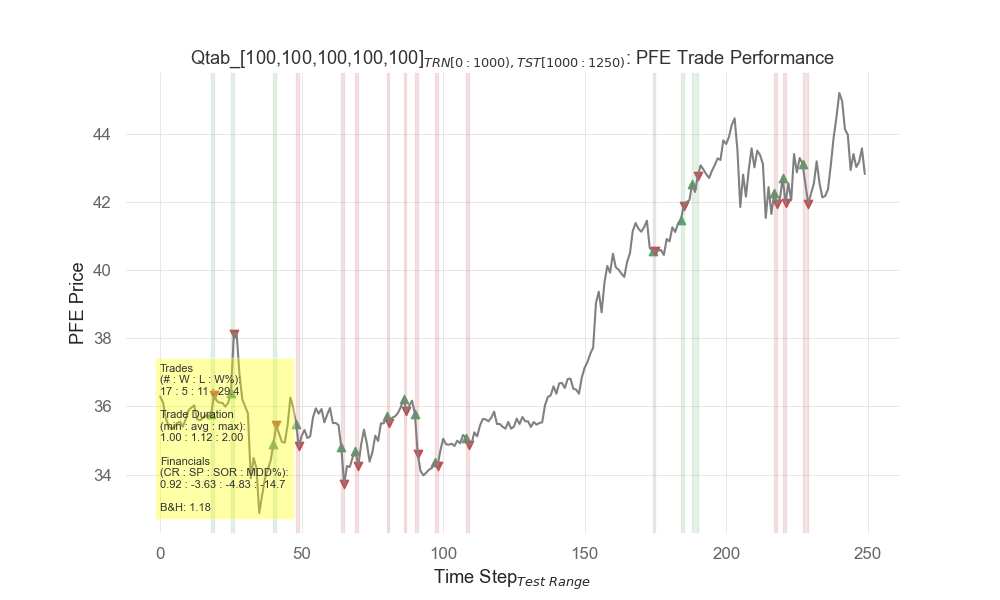 Qtab_[100,100,100,100,100]TRN[0 : 1000), TST[1000 : 1250): PFE Trade Performance
44
42
40
38
36
34
PFE Price
Trades
(# : W : L : W%):
17 : 5 : 11 : 29.4
Trade Duration
(min : avg : max):
1.00 : 1.12 : 2.00
Financials
(CR : SP : SOR : MDD%):
0.92 : -3.63 : -4.83 : -14.7
B&H: 1.18
0 50 100 150 200 250
Time Step Test Range